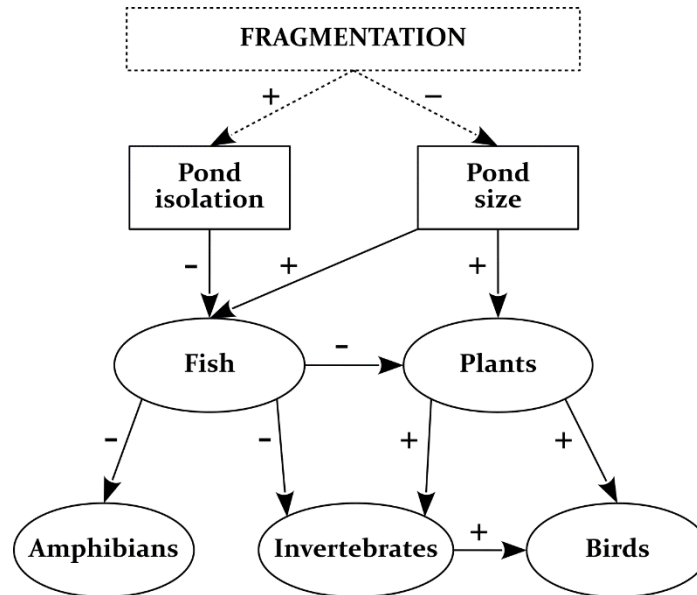 FRAGMENTATION
+
–
Pond
isolation
Pond
size
–
+
+
Fish
–
Plants
–
–
+
+
Amphibians
Invertebrates
+
Birds